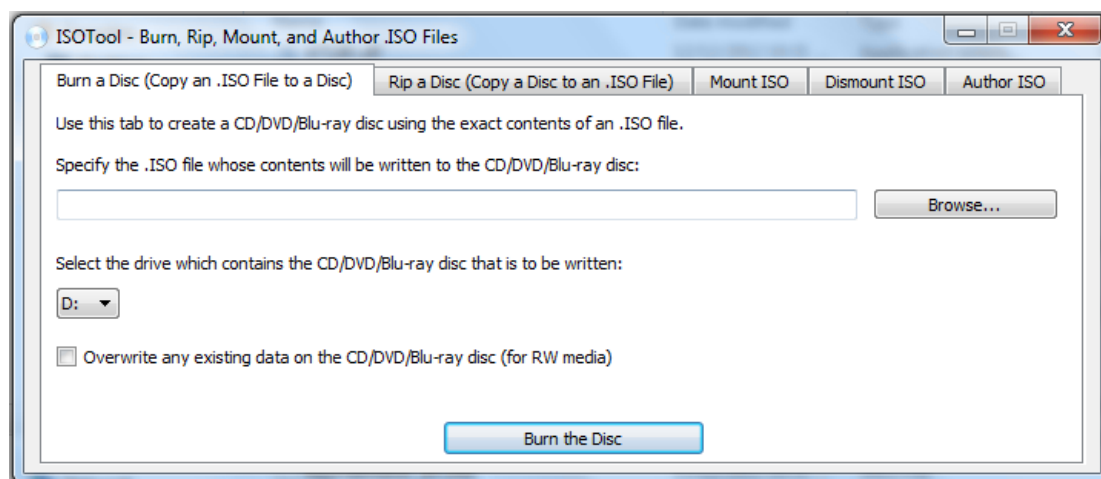 ISOTool - Burn, Rip, Mount, and Author .ISO Files
Burn a Disc (Copy an .ISO File to a Disc)
Rip a Disc (Copy a Disc to an .ISO File)
Mount ISO
Dismount ISO
Author ISO
Use this tab to create a CD/DVD/Blu-ray disc using the exact contents of an .ISO file.
Specify the .ISO file whose contents will be written to the CD/DVD/Blu-ray disc:
Browse...
Select the drive which contains the CD/DVD/Blu-ray disc that is to be written:
D:
Overwrite any existing data on the CD/DVD/Blu-ray disc (for RW media)
Burn the Disc